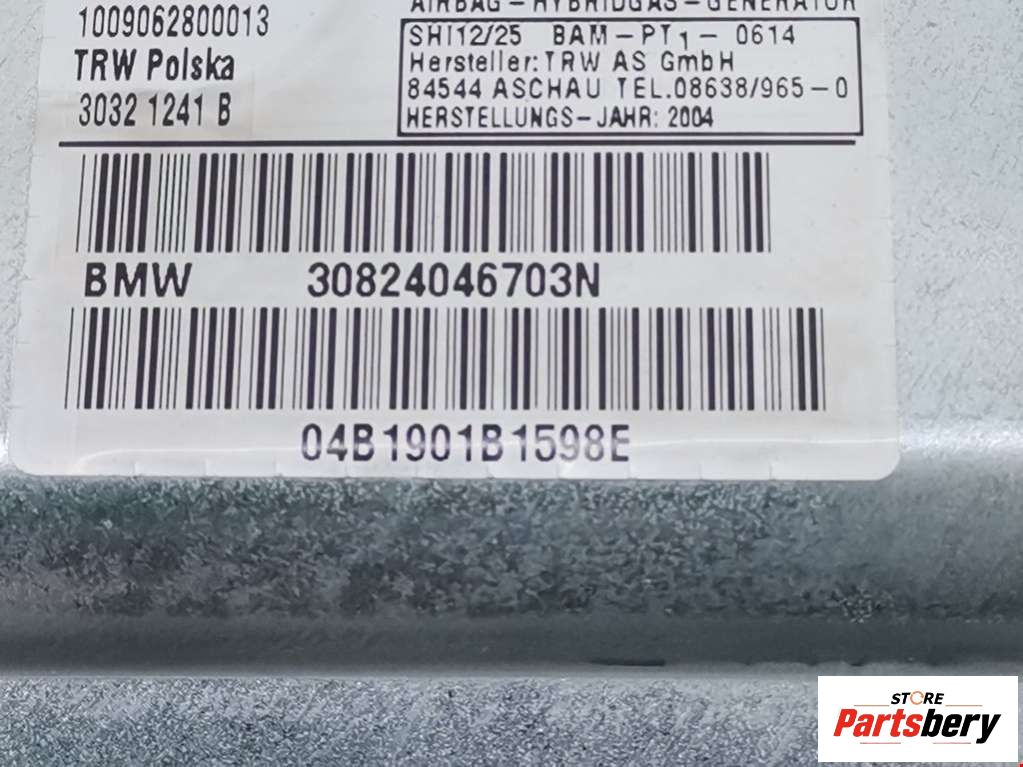 1009062800013
TRW Polska
3032 1241 B
AIRBAG-HYBRIDGAS-GENERATOR
SHI12/25 BAM-PT1-0614
Hersteller: TRW AS GmbH
84544 ASCHAU TEL.08638/965-0
HERSTELLUNGS-JAHR: 2004
BMW 30824046703N
04B1901B1598E
STORE
Partsbery